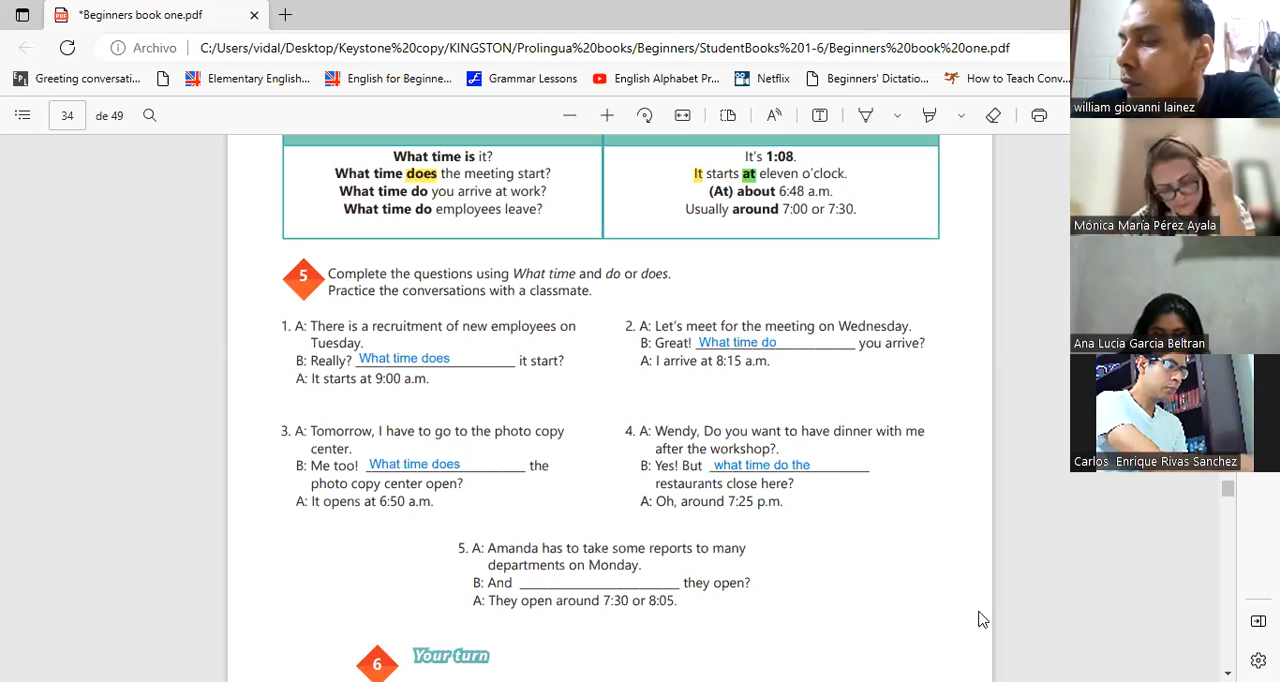 *Beginners book one.pdf
Archivo C:/Users/vidal/Desktop/Keystone%20copy/KINGSTON/Prolingua%20books/Beginners/StudentBooks%201-6/Beginners%20book%20one.pdf
Greeting conversati... Elementary English... English for Beginne... Grammar Lessons English Alphabet Pr... Netflix Beginners' Dictatio... How to Teach Conv...
34 de 49
What time is it? It's 1:08.
What time does the meeting start? It starts at eleven o'clock.
What time do you arrive at work? (At) about 6:48 a.m.
What time do employees leave? Usually around 7:00 or 7:30.
5 Complete the questions using What time and do or does.
Practice the conversations with a classmate.
1. A: There is a recruitment of new employees on
Tuesday.
B: Really? What time does it start?
A: It starts at 9:00 a.m.
2. A: Let's meet for the meeting on Wednesday.
B: Great! What time do you arrive?
A: I arrive at 8:15 a.m.
3. A: Tomorrow, I have to go to the photo copy
center.
B: Me too! What time does the
photo copy center open?
A: It opens at 6:50 a.m.
4. A: Wendy, Do you want to have dinner with me
after the workshop?.
B: Yes! But what time do the
restaurants close here?
A: Oh, around 7:25 p.m.
5. A: Amanda has to take some reports to many
departments on Monday.
B: And ____________________ they open?
A: They open around 7:30 or 8:05.
6 Your turn
william giovanni lainez
Mónica María Pérez Ayala
Ana Lucia Garcia Beltran
Carlos Enrique Rivas Sanchez